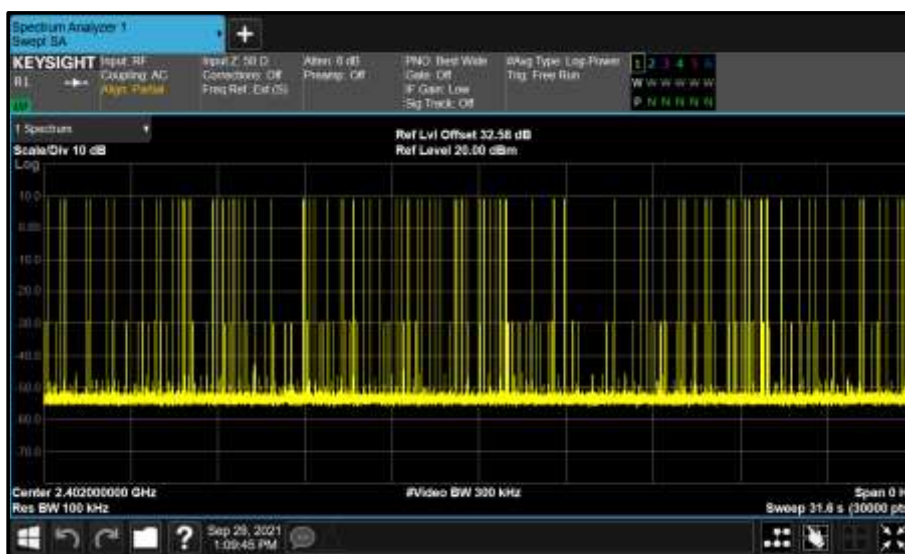 Spectrum Analyzer 1
Swept SA
+
KEYSIGHT
R1
Input: RF
Coupling: AC
Align: Partial
Input Z: 50 Ω
Corrections: Off
Freq Ref: Ext (S)
Atten: 6 dB
Preamp: Off
PNO: Best Wide
Gate: Off
IF Gain: Low
Sig Track: Off
#Avg Type: Log-Power
Trig: Free Run
1 2 3 4 5 6
W W W W W W
P N N N N N
1 Spectrum
Scale/Div 10 dB
Ref Lvl Offset 32.58 dB
Ref Level 20.00 dBm
Log
10.0
0.00
-30.0
-40.0
-50.0
-60.0
-70.0
Center 2.402000000 GHz
#Video BW 300 kHz
Span 0 H
Res BW 100 kHz
Sweep 31.6 s (30000 pts
?
Sep 29, 2021
1:09:45 PM